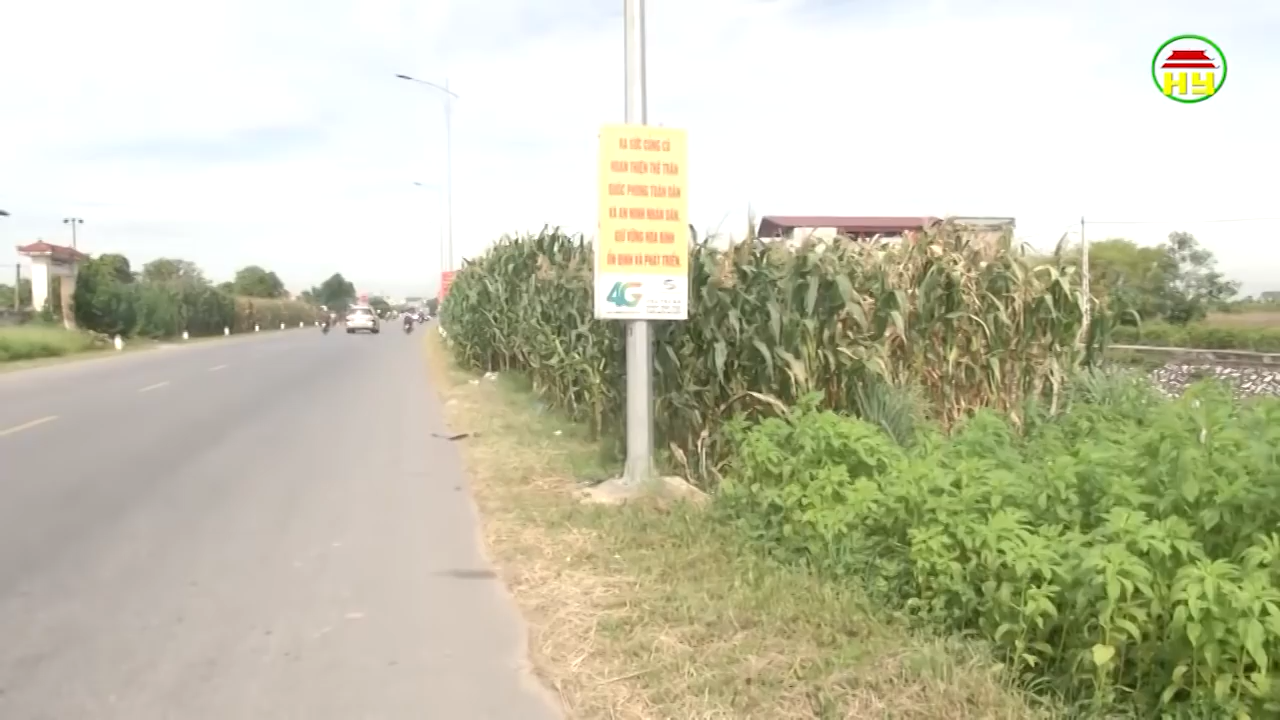 HY
RA SỨC CỦNG CỐ
HOÀN THIỆN THẾ TRẬN
QUỐC PHÒNG TOÀN DÂN
VÀ AN NINH NHÂN DÂN,
GIỮ VỮNG HÒA BÌNH
ỔN ĐỊNH VÀ PHÁT TRIỂN.
4G